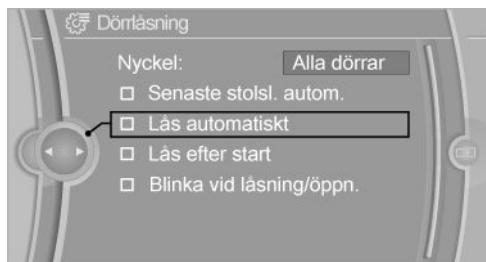 Dörrlåsning
Nyckel: Alla dörrar
Senaste stolsl. autom.
Lås automatiskt
Lås efter start
Blinka vid låsning/öppn.